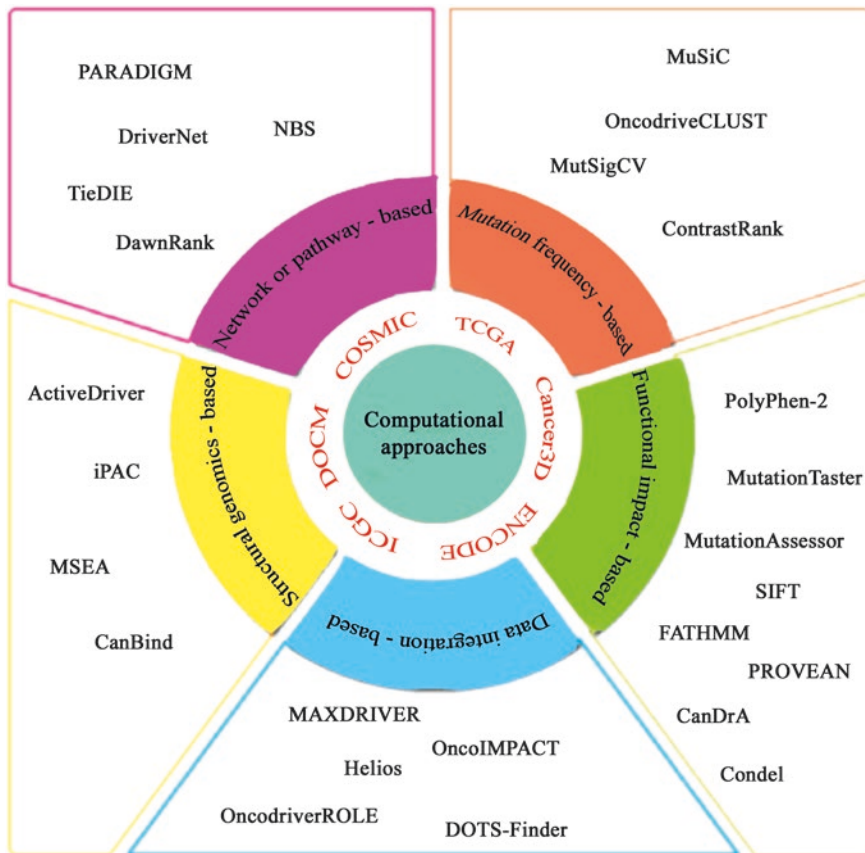 PARADIGM
DriverNet
NBS
TieDIE
DawnRank
Network or pathway - based
MuSiC
OncodriveCLUST
MutSigCV
ContrastRank
Mutation frequency - based
ActiveDriver
iPAC
MSEA
CanBind
Structural genomics - based
COSMIC
TCGA
Cancer3D
ENCODE
ICGC
DOCM
Computational
approaches
Functional impact - based
PolyPhen-2
MutationTaster
MutationAssessor
SIFT
FATHMM
PROVEAN
CanDrA
Condel
Data integration - based
MAXDRIVER
OncoIMPACT
Helios
OncodriverROLE
DOTS-Finder